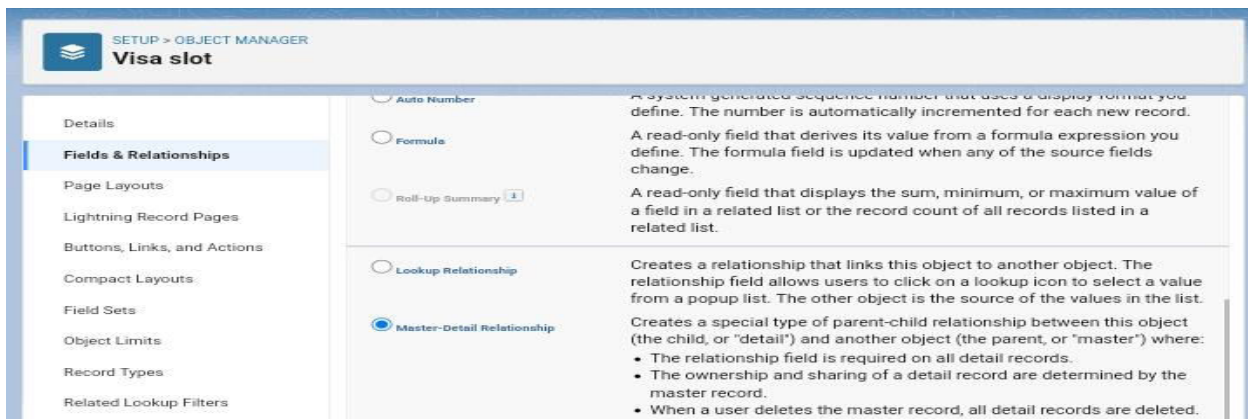 SETUP > OBJECT MANAGER
Visa slot
Details
Fields & Relationships
Page Layouts
Lightning Record Pages
Buttons, Links, and Actions
Compact Layouts
Field Sets
Object Limits
Record Types
Related Lookup Filters
Auto Number
A system generated sequence number that uses a display format you
define. The number is automatically incremented for each new record.
Formula
A read-only field that derives its value from a formula expression you
define. The formula field is updated when any of the source fields
change.
Roll-Up Summary i
A read-only field that displays the sum, minimum, or maximum value of
a field in a related list or the record count of all records listed in a
related list.
Lookup Relationship
Creates a relationship that links this object to another object. The
relationship field allows users to click on a lookup icon to select a value
from a popup list. The other object is the source of the values in the list.
Master-Detail Relationship
Creates a special type of parent-child relationship between this object
(the child, or "detail") and another object (the parent, or "master") where:
• The relationship field is required on all detail records.
• The ownership and sharing of a detail record are determined by the
master record.
• When a user deletes the master record, all detail records are deleted.